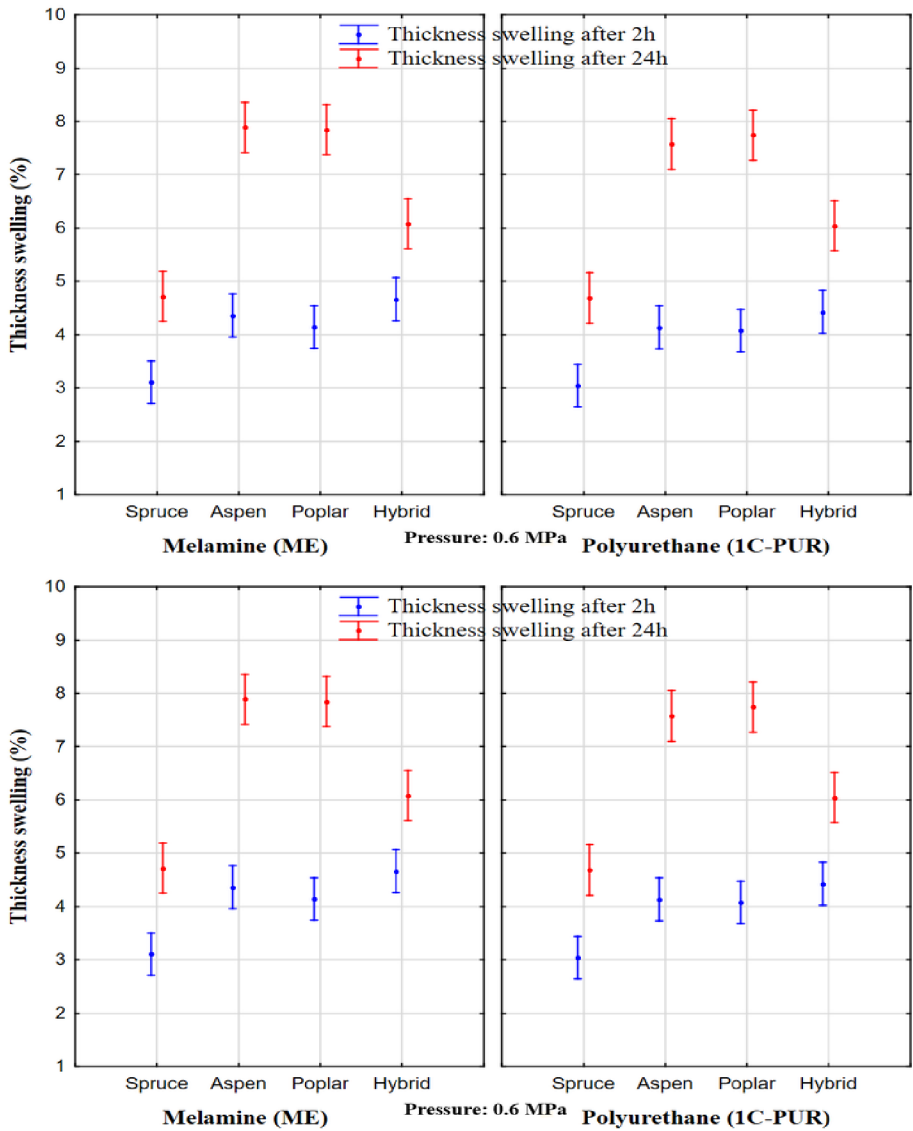 10
Thickness swelling after 2h
Thickness swelling after 24h
9
8
7
6
5
4
3
2
1
Thickness swelling (%)
Spruce Aspen Poplar Hybrid Spruce Aspen Poplar Hybrid
Melamine (ME) Pressure: 0.6 MPa Polyurethane (1C-PUR)
10
Thickness swelling after 2h
Thickness swelling after 24h
9
8
7
6
5
4
3
2
1
Thickness swelling (%)
Spruce Aspen Poplar Hybrid Spruce Aspen Poplar Hybrid
Melamine (ME) Pressure: 0.6 MPa Polyurethane (1C-PUR)